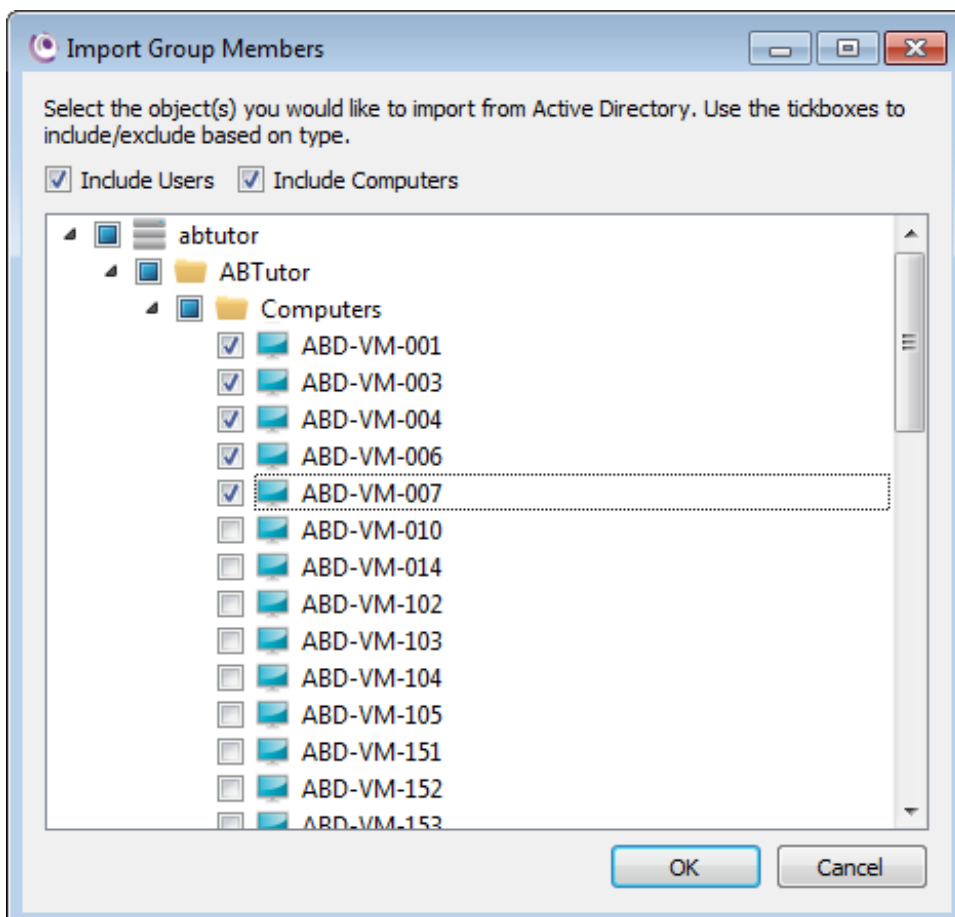 Import Group Members
Select the object(s) you would like to import from Active Directory. Use the tickboxes to
include/exclude based on type.
Include Users Include Computers
abtutor
ABTutor
Computers
ABD-VM-001
ABD-VM-003
ABD-VM-004
ABD-VM-006
ABD-VM-007
ABD-VM-010
ABD-VM-014
ABD-VM-102
ABD-VM-103
ABD-VM-104
ABD-VM-105
ABD-VM-151
ABD-VM-152
ABD-VM-153
OK Cancel